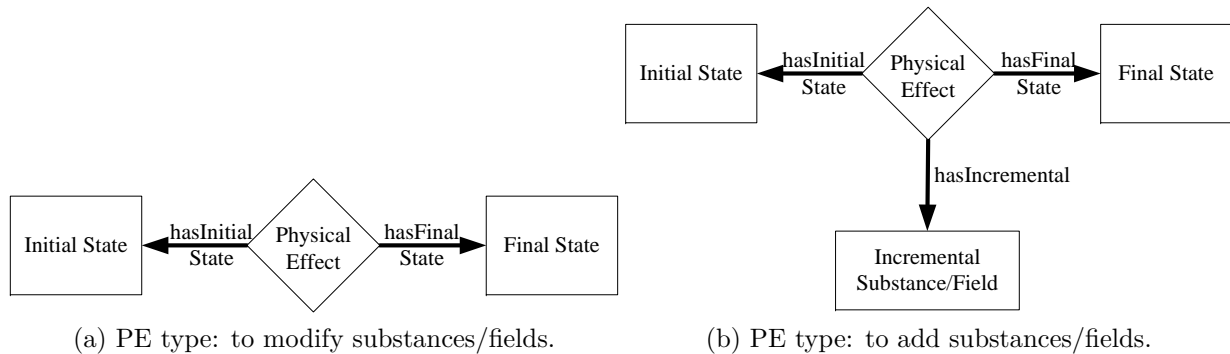 Initial State
hasInitial
State
Physical
Effect
hasFinal
State
Final State
(a) PE type: to modify substances/fields.
Initial State
hasInitial
State
Physical
Effect
hasFinal
State
Final State
hasIncremental
Incremental
Substance/Field
(b) PE type: to add substances/fields.